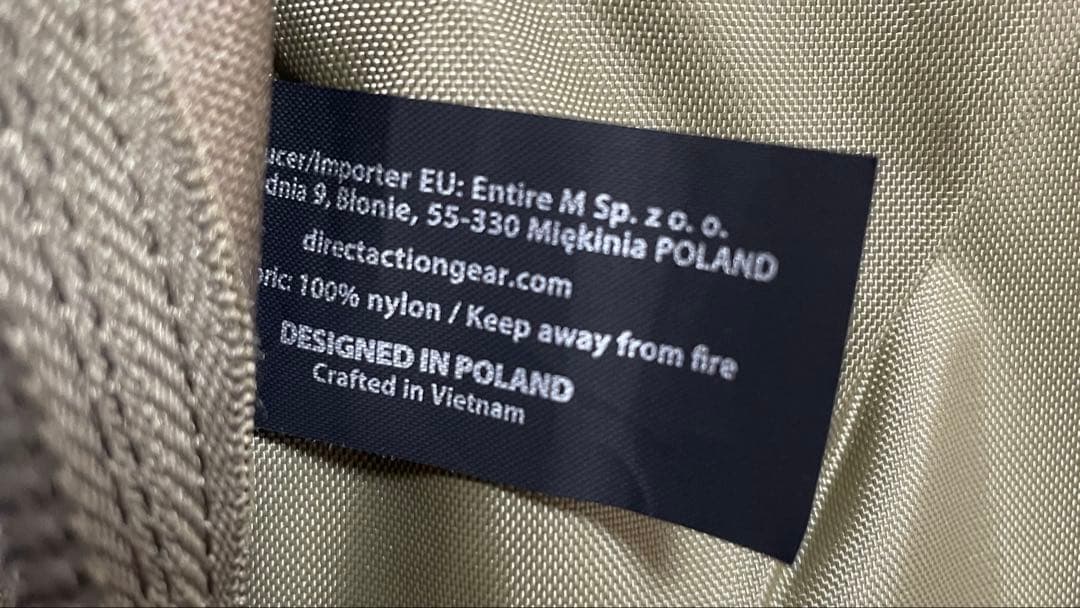 ucer/Importer EU: Entire M Sp. z o. o.
dnia 9, Błonie, 55-330 Miękinia POLAND
directactiongear.com
ric: 100% nylon / Keep away from fire
DESIGNED IN POLAND
Crafted in Vietnam